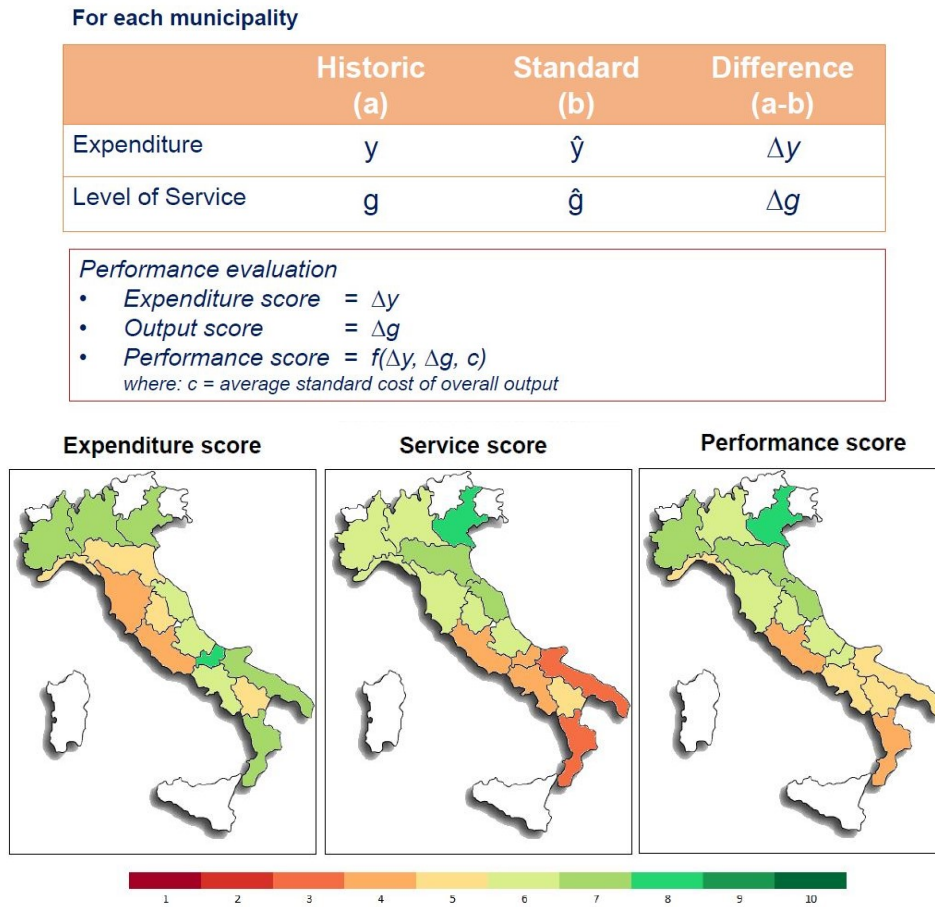 For each municipality
Historic Standard Difference
(a) (b) (a-b)
Expenditure y ŷ Δy
Level of Service g ĝ Δg
Performance evaluation
• Expenditure score = Δy
• Output score = Δg
• Performance score = f(Δy, Δg, c)
where: c = average standard cost of overall output
Expenditure score Service score Performance score
1 2 3 4 5 6 7 8 9 10